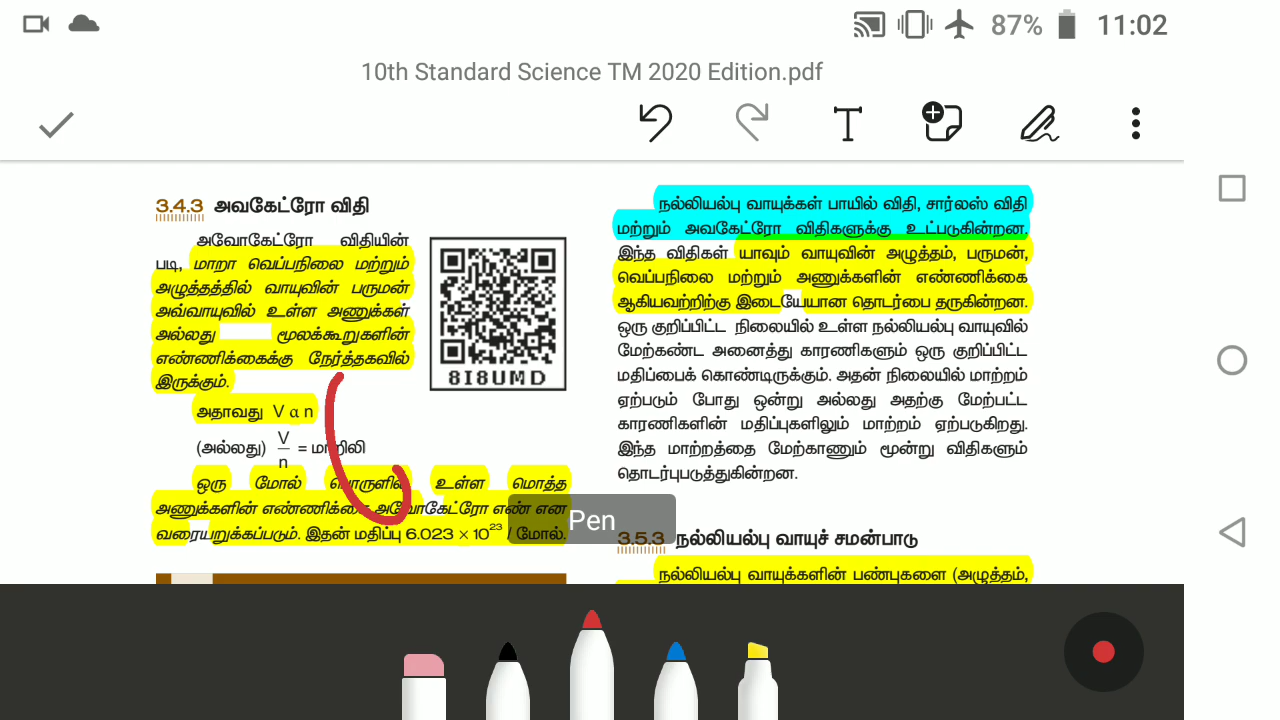 87% 11:02
10th Standard Science TM 2020 Edition.pdf
3.4.3 அவகேட்ரோ விதி
அவோகேட்ரோ விதியின்
படி, மாறா வெப்பநிலை மற்றும்
அழுத்தத்தில் வாயுவின் பருமன்
அவ்வாயுவில் உள்ள அணுக்கள்
அல்லது மூலக்கூறுகளின்
எண்ணிக்கைக்கு நேர்த்தகவில்
இருக்கும்.
அதாவது V α n
(அல்லது) V/n = மாறிலி
ஒரு மோல் பொருளில் உள்ள மொத்த
அணுக்களின் எண்ணிக்கை அவோகேட்ரோ எண் என
வரையறுக்கப்படும். இதன் மதிப்பு 6.023 × 10²³ / மோல்.
8I8UMD
நல்லியல்பு வாயுக்கள் பாயில் விதி, சார்லஸ் விதி
மற்றும் அவகேட்ரோ விதிகளுக்கு உட்படுகின்றன.
இந்த விதிகள் யாவும் வாயுவின் அழுத்தம், பருமன்,
வெப்பநிலை மற்றும் அணுக்களின் எண்ணிக்கை
ஆகியவற்றிற்கு இடையேயான தொடர்பை தருகின்றன.
ஒரு குறிப்பிட்ட நிலையில் உள்ள நல்லியல்பு வாயுவில்
மேற்கண்ட அனைத்து காரணிகளும் ஒரு குறிப்பிட்ட
மதிப்பைக் கொண்டிருக்கும். அதன் நிலையில் மாற்றம்
ஏற்படும் போது ஒன்று அல்லது அதற்கு மேற்பட்ட
காரணிகளின் மதிப்புகளிலும் மாற்றம் ஏற்படுகிறது.
இந்த மாற்றத்தை மேற்காணும் மூன்று விதிகளும்
தொடர்புபடுத்துகின்றன.
3.5.3 நல்லியல்பு வாயுச் சமன்பாடு
நல்லியல்பு வாயுக்களின் பண்புகளை (அழுத்தம்,
Pen